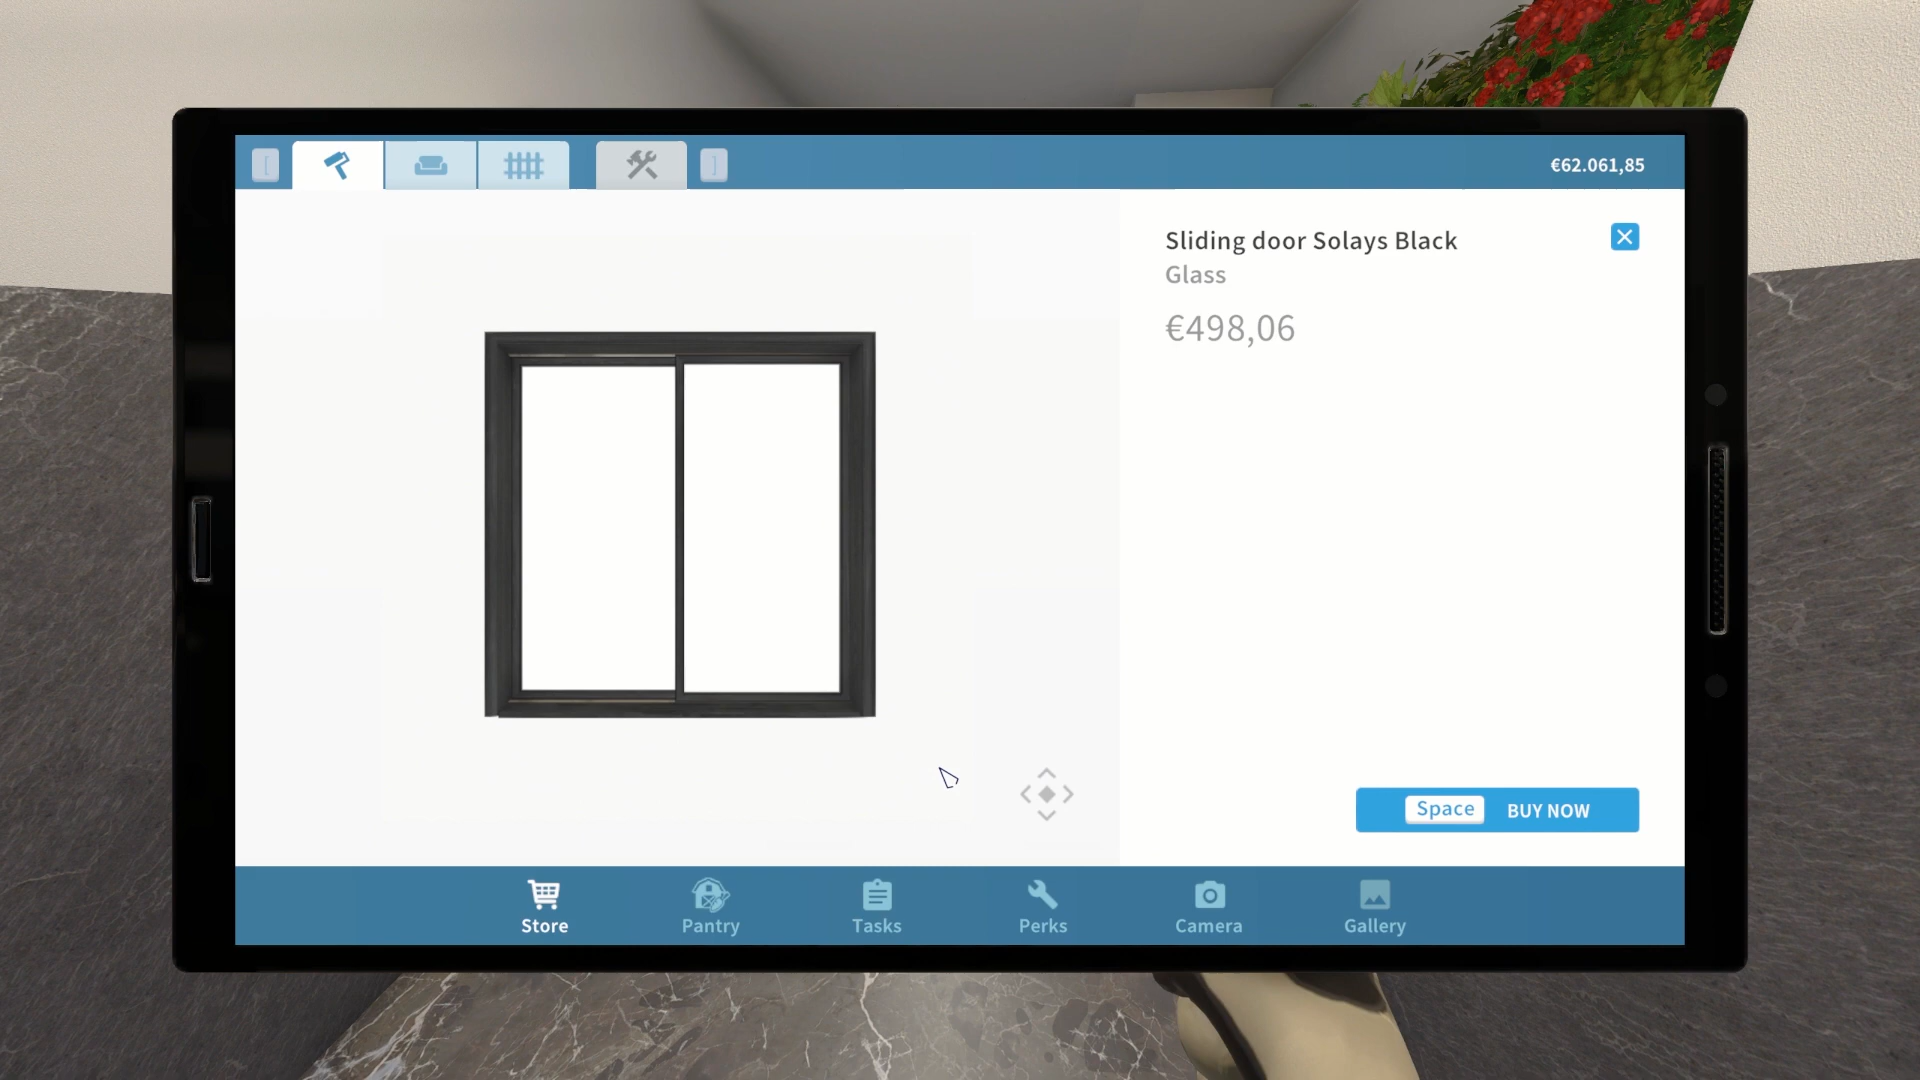 [
]
€62.061,85
Sliding door Solays Black
Glass
€498,06
Space BUY NOW
Store
Pantry
Tasks
Perks
Camera
Gallery